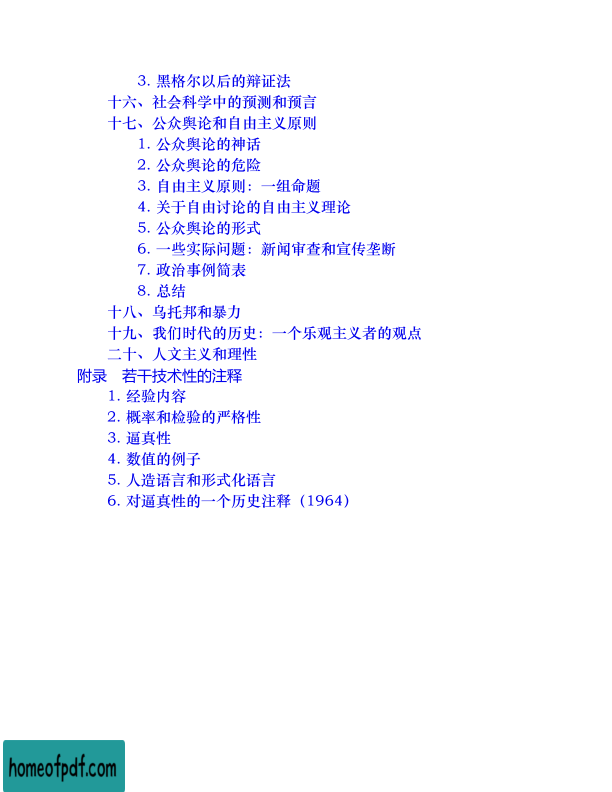 3. 黑格尔以后的辩证法
十六、社会科学中的预测和预言
十七、公众舆论和自由主义原则
1. 公众舆论的神话
2. 公众舆论的危险
3. 自由主义原则：一组命题
4. 关于自由讨论的自由主义理论
5. 公众舆论的形式
6. 一些实际问题：新闻审查和宣传垄断
7. 政治事例简表
8. 总结
十八、乌托邦和暴力
十九、我们时代的历史：一个乐观主义者的观点
二十、人文主义和理性
附录　若干技术性的注释
1. 经验内容
2. 概率和检验的严格性
3. 逼真性
4. 数值的例子
5. 人造语言和形式化语言
6. 对逼真性的一个历史注释（1964）
homeofpdf.com